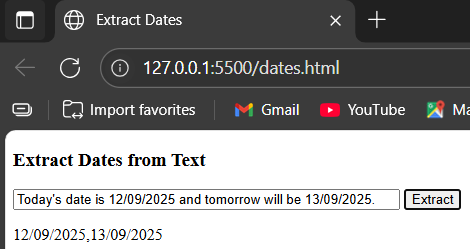 Extract Dates
127.0.0.1:5500/dates.html
Import favorites Gmail YouTube
Extract Dates from Text
Today's date is 12/09/2025 and tomorrow will be 13/09/2025. Extract
12/09/2025,13/09/2025